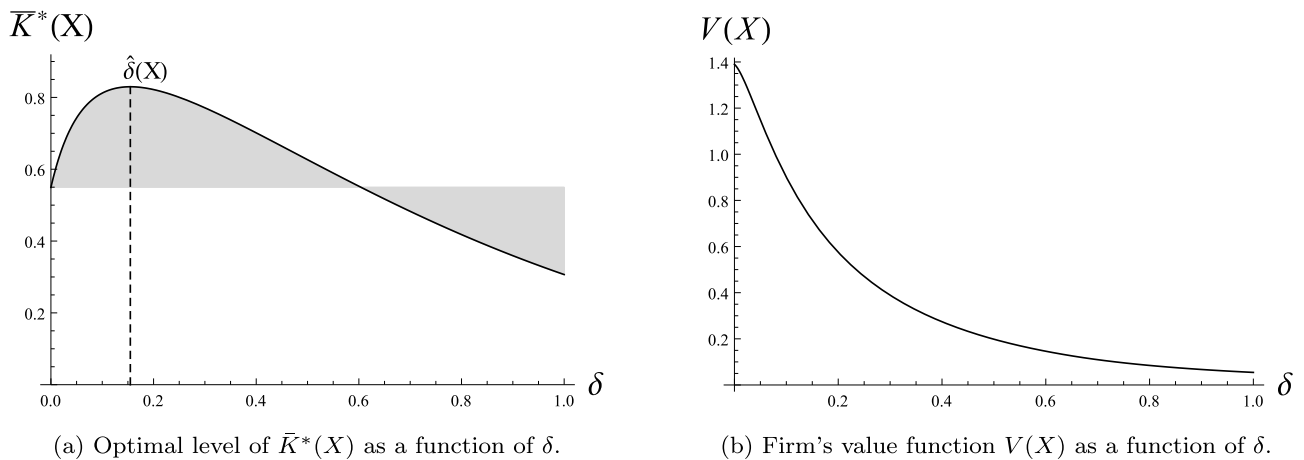 K̅*(X)
δ̂(X)
0.8
0.6
0.4
0.2
0.0 0.2 0.4 0.6 0.8 1.0
δ
(a) Optimal level of K̄*(X) as a function of δ.
V(X)
1.4
1.2
1.0
0.8
0.6
0.4
0.2
0.2 0.4 0.6 0.8 1.0
δ
(b) Firm's value function V(X) as a function of δ.